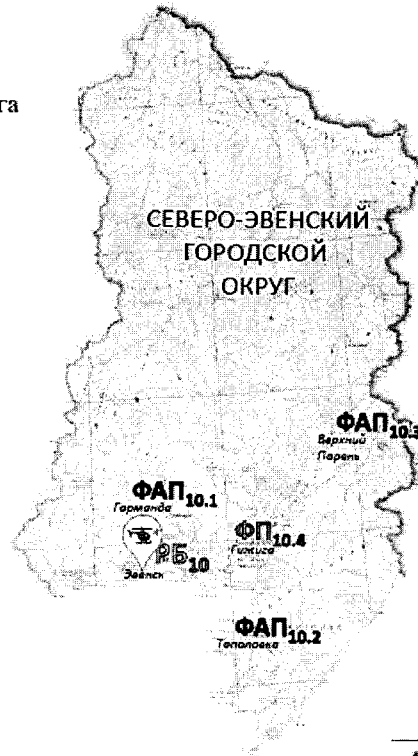 га
СЕВЕРО-ЭВЕНСКИЙ
ГОРОДСКОЙ
ОКРУГ
ФАП10.3
Верхний
Парень
ФАП10.1
Гарманда
ФП10.4
Гижига
РБ10
Эвенск
ФАП10.2
Тополовка